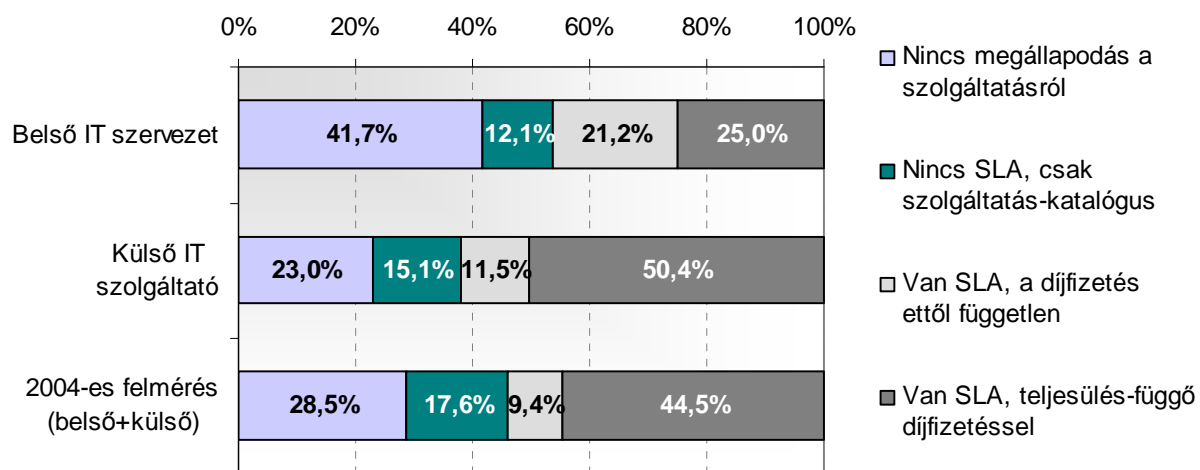 0% 20% 40% 60% 80% 100%
Belső IT szervezet
41,7% 12,1% 21,2% 25,0%
Külső IT
szolgáltató
23,0% 15,1% 11,5% 50,4%
2004-es felmérés
(belső+külső)
28,5% 17,6% 9,4% 44,5%
Nincs megállapodás a
szolgáltatásról
Nincs SLA, csak
szolgáltatás-katalógus
Van SLA, a díjfizetés
ettől független
Van SLA, teljesülés-függő
díjfizetéssel